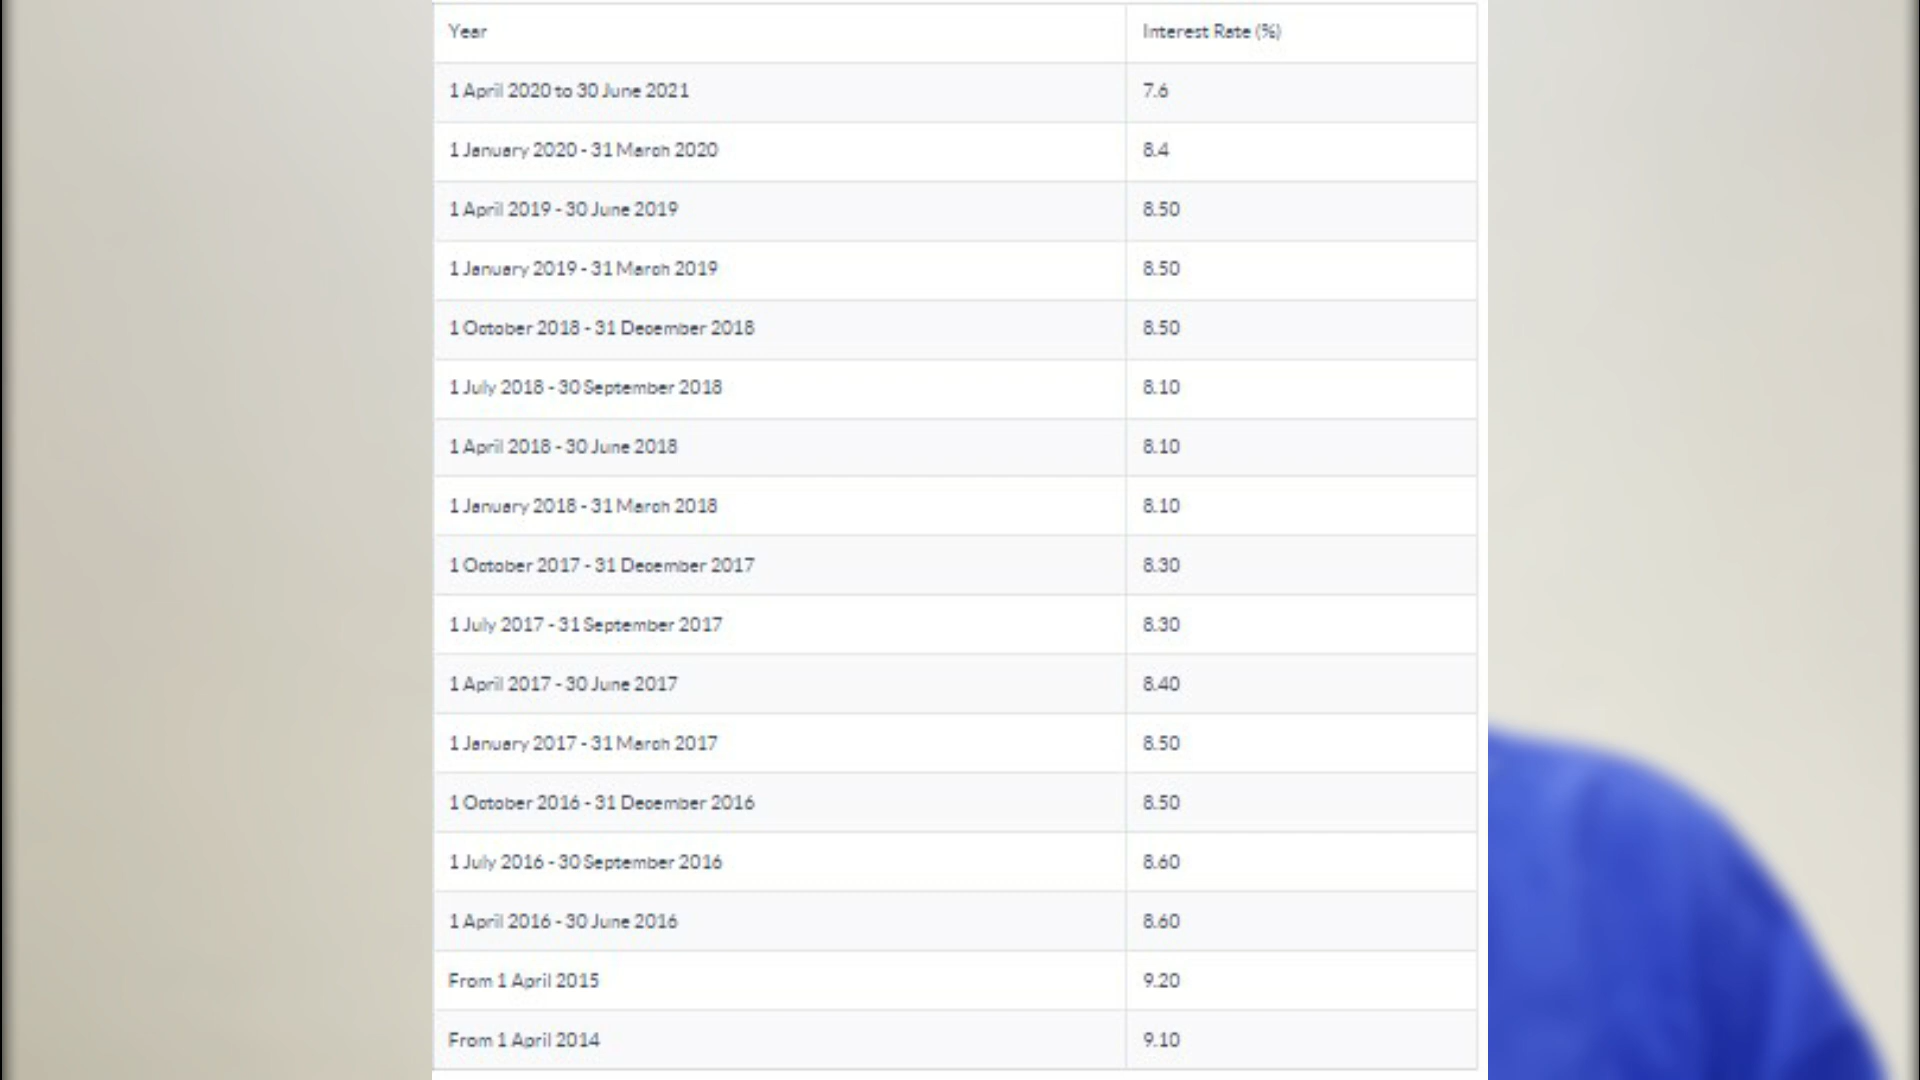 Year Interest Rate (%)
1 April 2020 to 30 June 2021 7.6
1 January 2020 - 31 March 2020 8.4
1 April 2019 - 30 June 2019 8.50
1 January 2019 - 31 March 2019 8.50
1 October 2018 - 31 December 2018 8.50
1 July 2018 - 30 September 2018 8.10
1 April 2018 - 30 June 2018 8.10
1 January 2018 - 31 March 2018 8.10
1 October 2017 - 31 December 2017 8.30
1 July 2017 - 31 September 2017 8.30
1 April 2017 - 30 June 2017 8.40
1 January 2017 - 31 March 2017 8.50
1 October 2016 - 31 December 2016 8.50
1 July 2016 - 30 September 2016 8.60
1 April 2016 - 30 June 2016 8.60
From 1 April 2015 9.20
From 1 April 2014 9.10